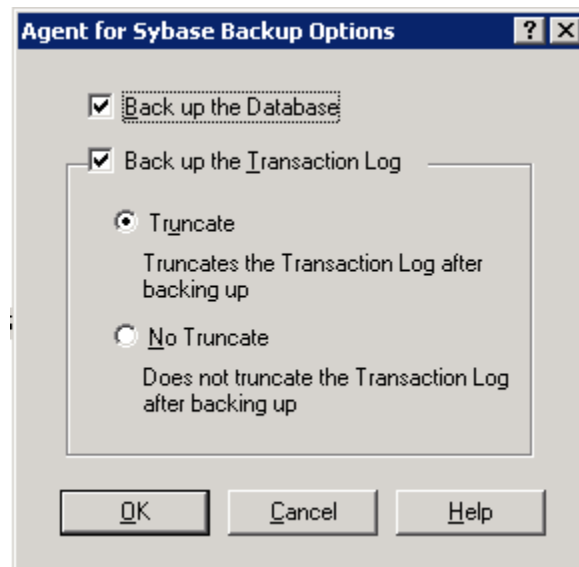 Agent for Sybase Backup Options
Back up the Database
Back up the Transaction Log
Truncate
Truncates the Transaction Log after
backing up
No Truncate
Does not truncate the Transaction Log
after backing up
OK Cancel Help